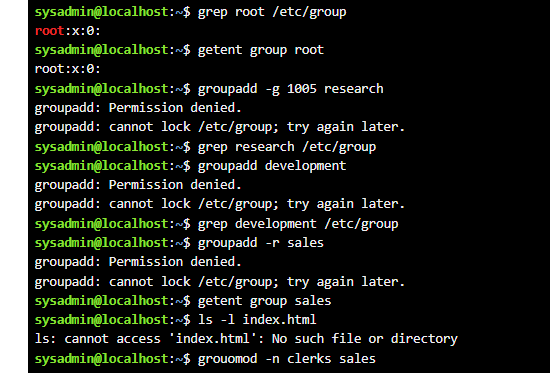 sysadmin@localhost:~$ grep root /etc/group
root:x:0:
sysadmin@localhost:~$ getent group root
root:x:0:
sysadmin@localhost:~$ groupadd -g 1005 research
groupadd: Permission denied.
groupadd: cannot lock /etc/group; try again later.
sysadmin@localhost:~$ grep research /etc/group
sysadmin@localhost:~$ groupadd development
groupadd: Permission denied.
groupadd: cannot lock /etc/group; try again later.
sysadmin@localhost:~$ grep development /etc/group
sysadmin@localhost:~$ groupadd -r sales
groupadd: Permission denied.
groupadd: cannot lock /etc/group; try again later.
sysadmin@localhost:~$ getent group sales
sysadmin@localhost:~$ ls -l index.html
ls: cannot access 'index.html': No such file or directory
sysadmin@localhost:~$ grouomod -n clerks sales